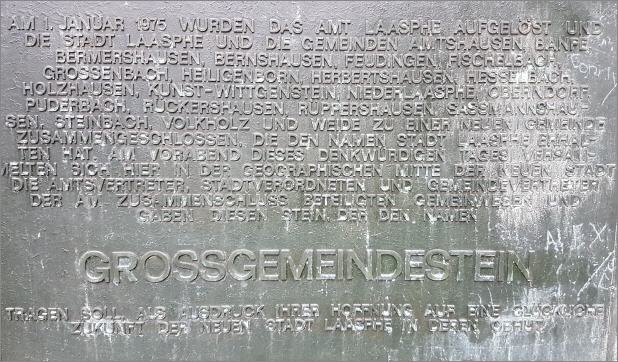 AM 1. JANUAR 1975 WURDEN DAS AMT LAASPHE AUFGELÖST UND
DIE STADT LAASPHE UND DIE GEMEINDEN AMTSHAUSEN, BANFE,
BERMERSHAUSEN, BERNSHAUSEN, FEUDINGEN, FISCHELBACH,
GROSSENBACH, HEILIGENBORN, HERBERTSHAUSEN, HESSELBACH,
HOLZHAUSEN, KUNST-WITTGENSTEIN, NIEDERLAASPHE, OBERNDORF,
PUDERBACH, RÜCKERSHAUSEN, RÜPPERSHAUSEN, SASSMANNSHAU-
SEN, STEINBACH, VOLKHOLZ UND WEIDE ZU EINER NEUEN GEMEINDE
ZUSAMMENGESCHLOSSEN, DIE DEN NAMEN STADT LAASPHE ERHAL-
TEN HAT. AM VORABEND DIESES DENKWÜRDIGEN TAGES VERSAM-
MELTEN SICH HIER IN DER GEOGRAPHISCHEN MITTE DER NEUEN STADT
DIE AMTSVERTRETER, STADTVERORDNETEN UND GEMEINDEVERTRETER
DER AM ZUSAMMENSCHLUSS BETEILIGTEN GEMEINWESEN UND
GABEN DIESEN STEIN, DER DEN NAMEN
GROSSGEMEINDESTEIN
TRAGEN SOLL, ALS AUSDRUCK IHRER HOFFNUNG AUF EINE GLÜCKLICHE
ZUKUNFT DER NEUEN STADT LAASPHE IN DEREN OBHUT.
ALEX